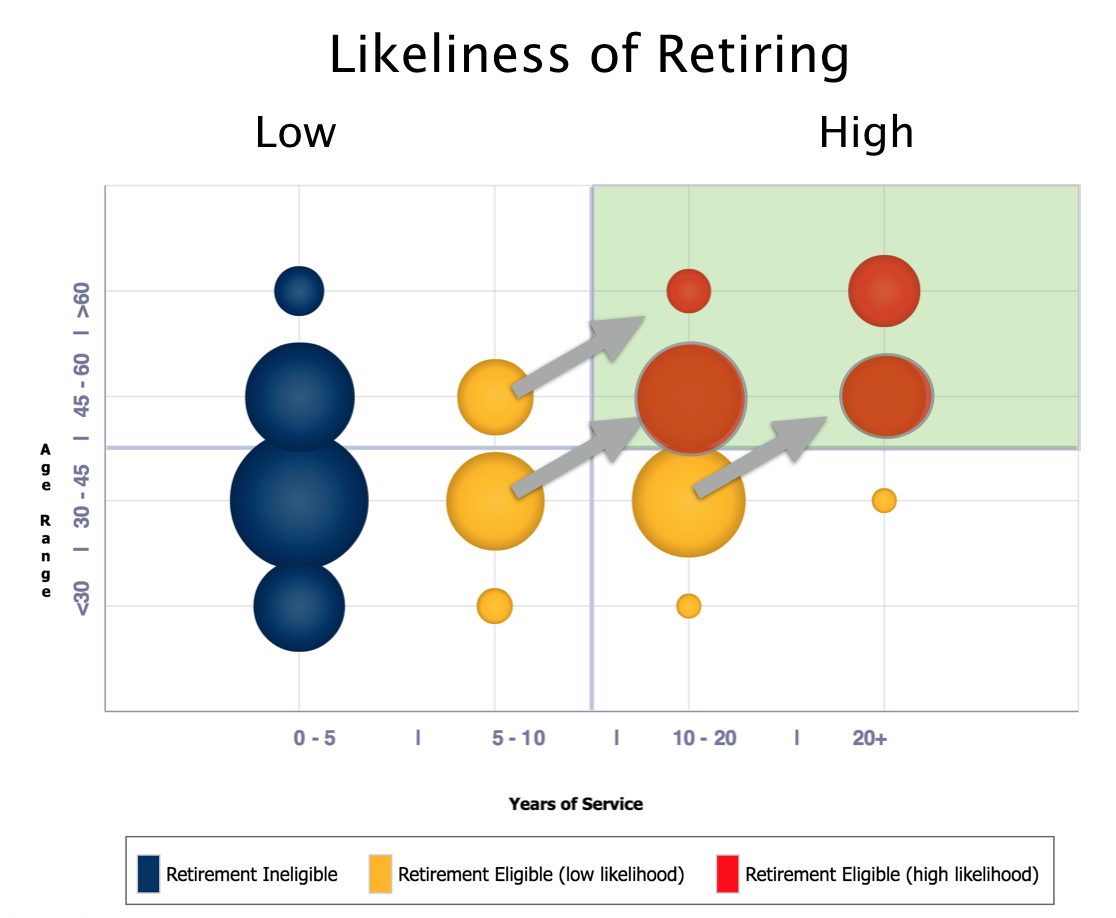 Likeliness of Retiring
Low
High
>60
|
45 - 60
|
30 - 45
|
<30
Age Range
0 - 5 | 5 - 10 | 10 - 20 | 20+
Years of Service
Retirement Ineligible
Retirement Eligible (low likelihood)
Retirement Eligible (high likelihood)